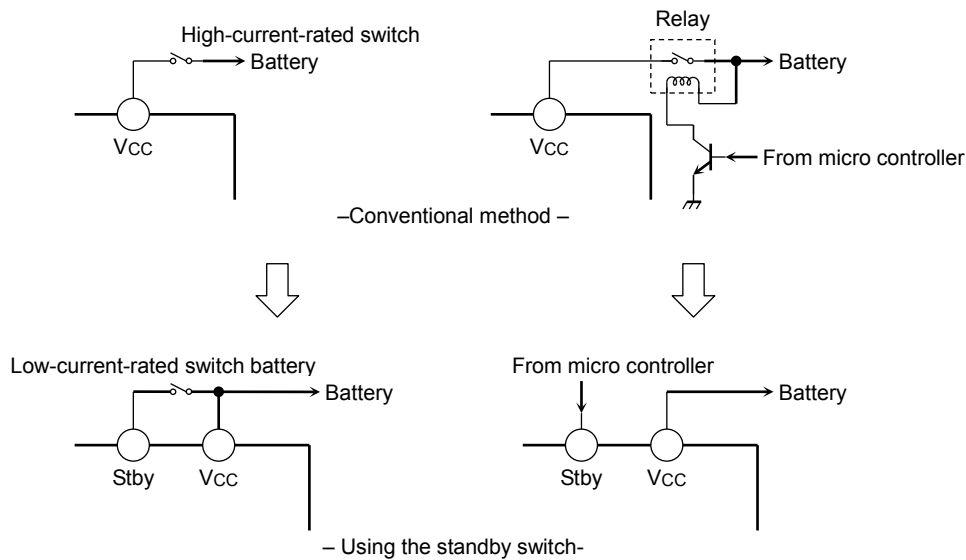 High-current-rated switch
Battery
VCC
Relay
Battery
VCC
From micro controller
–Conventional method –
Low-current-rated switch battery
Battery
Stby
VCC
From micro controller
Battery
Stby
VCC
– Using the standby switch-